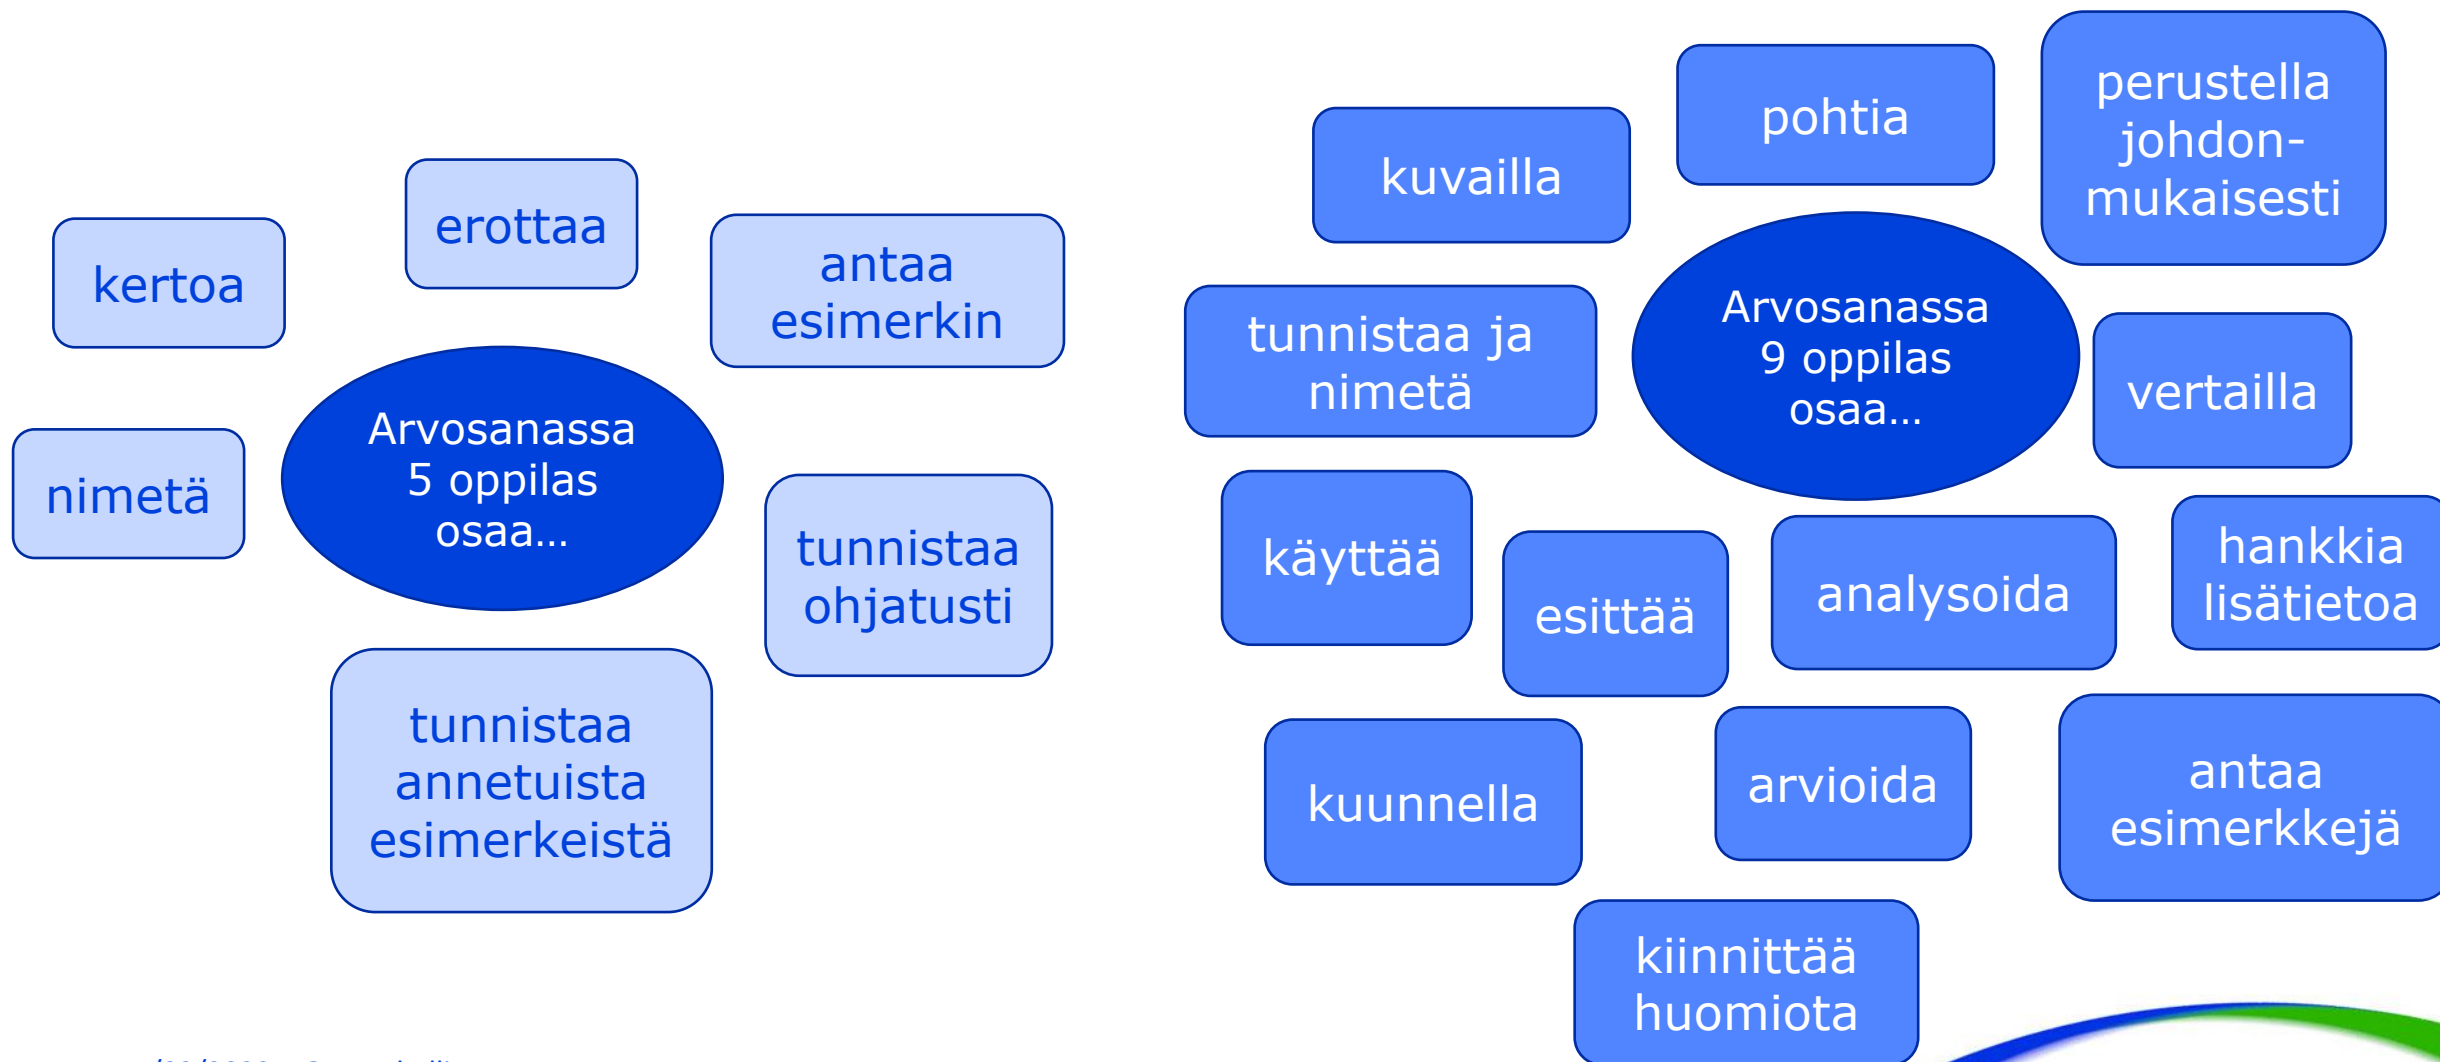 kertoa
erottaa
antaa
esimerkin
nimetä
Arvosanassa
5 oppilas
osaa...
tunnistaa
ohjatusti
tunnistaa
annetuista
esimerkeistä
kuvailla
pohtia
perustella
johdon-
mukaisesti
tunnistaa ja
nimetä
Arvosanassa
9 oppilas
osaa...
vertailla
käyttää
esittää
analysoida
hankkia
lisätietoa
kuunnella
arvioida
antaa
esimerkkejä
kiinnittää
huomiota